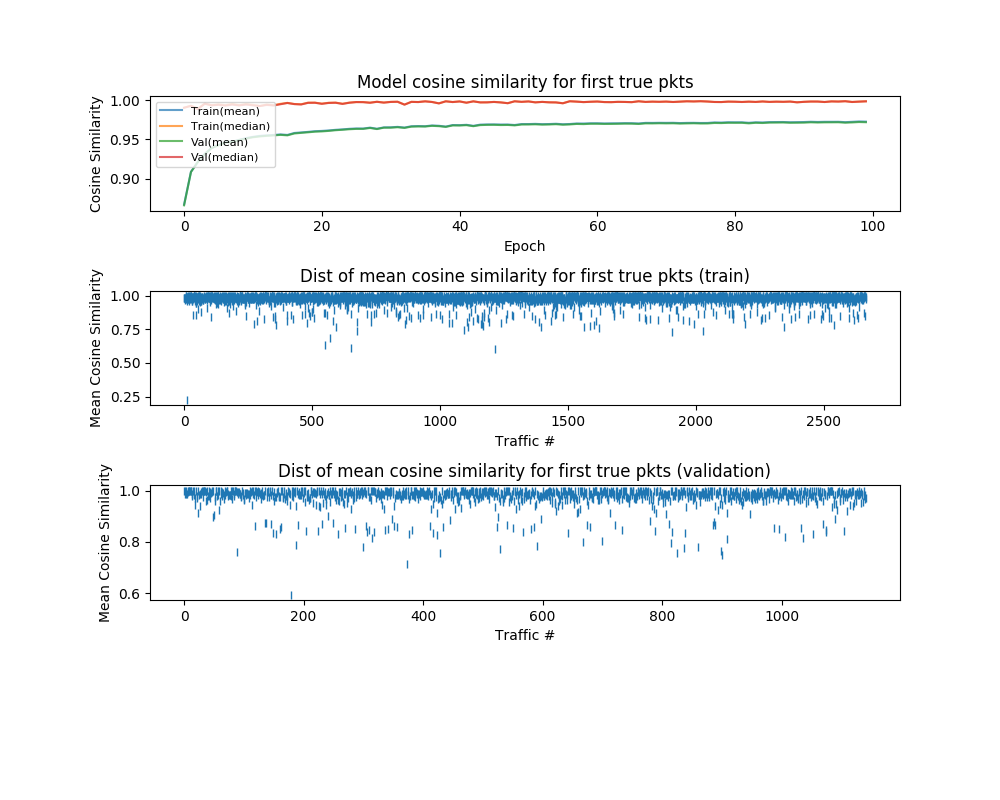 Model cosine similarity for first true pkts
Cosine Similarity
1.00
0.95
0.90
Train(mean)
Train(median)
Val(mean)
Val(median)
0 20 40 60 80 100
Epoch
Dist of mean cosine similarity for first true pkts (train)
Mean Cosine Similarity
1.00
0.75
0.50
0.25
0 500 1000 1500 2000 2500
Traffic #
Dist of mean cosine similarity for first true pkts (validation)
Mean Cosine Similarity
1.0
0.8
0.6
0 200 400 600 800 1000
Traffic #